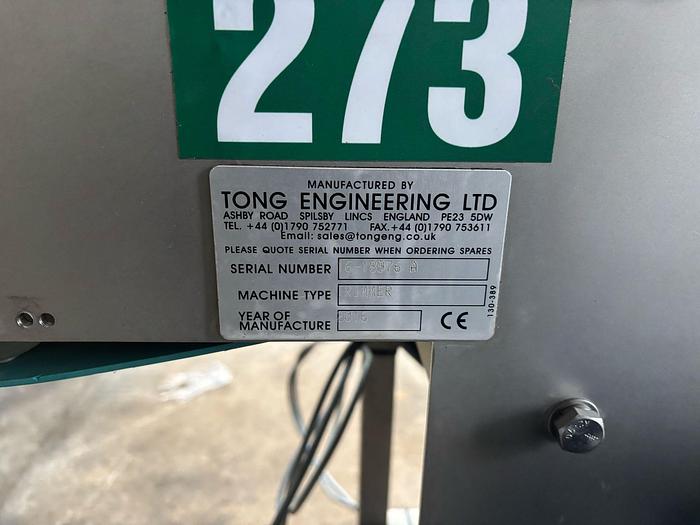 273
MANUFACTURED BY
TONG ENGINEERING LTD
ASHBY ROAD SPILSBY LINCS ENGLAND PE23 5DW
TEL. +44 (0)1790 752771 FAX.+44 (0)1790 753611
Email: sales@tongeng.co.uk
PLEASE QUOTE SERIAL NUMBER WHEN ORDERING SPARES
SERIAL NUMBER
MACHINE TYPE
YEAR OF
MANUFACTURE
CE
130-389